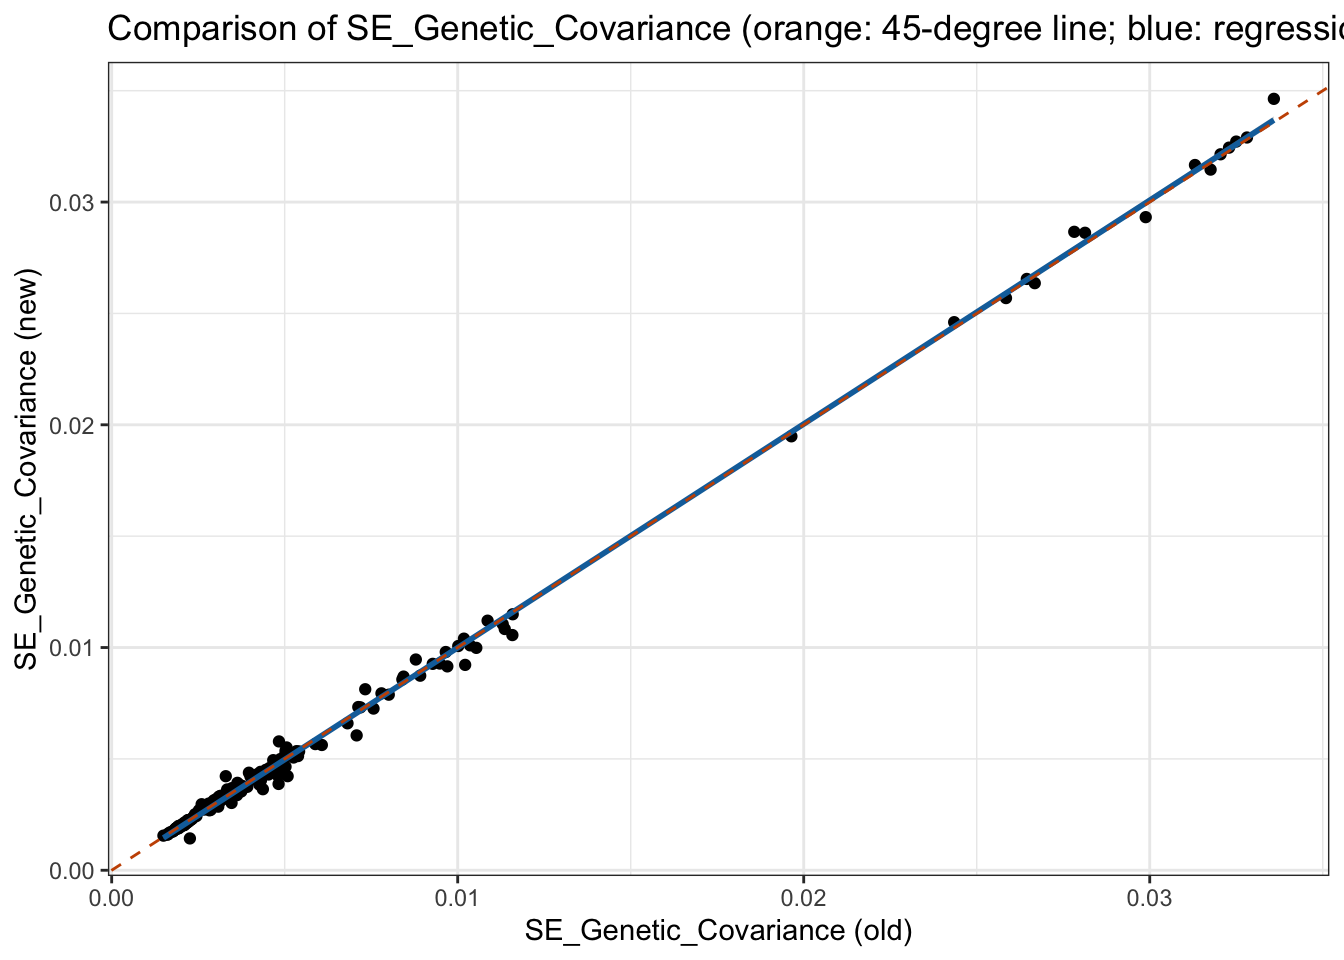 Comparison of SE_Genetic_Covariance (orange: 45-degree line; blue: regressio
0.03
0.02
0.01
0.00
SE_Genetic_Covariance (new)
0.00
0.01
0.02
0.03
SE_Genetic_Covariance (old)